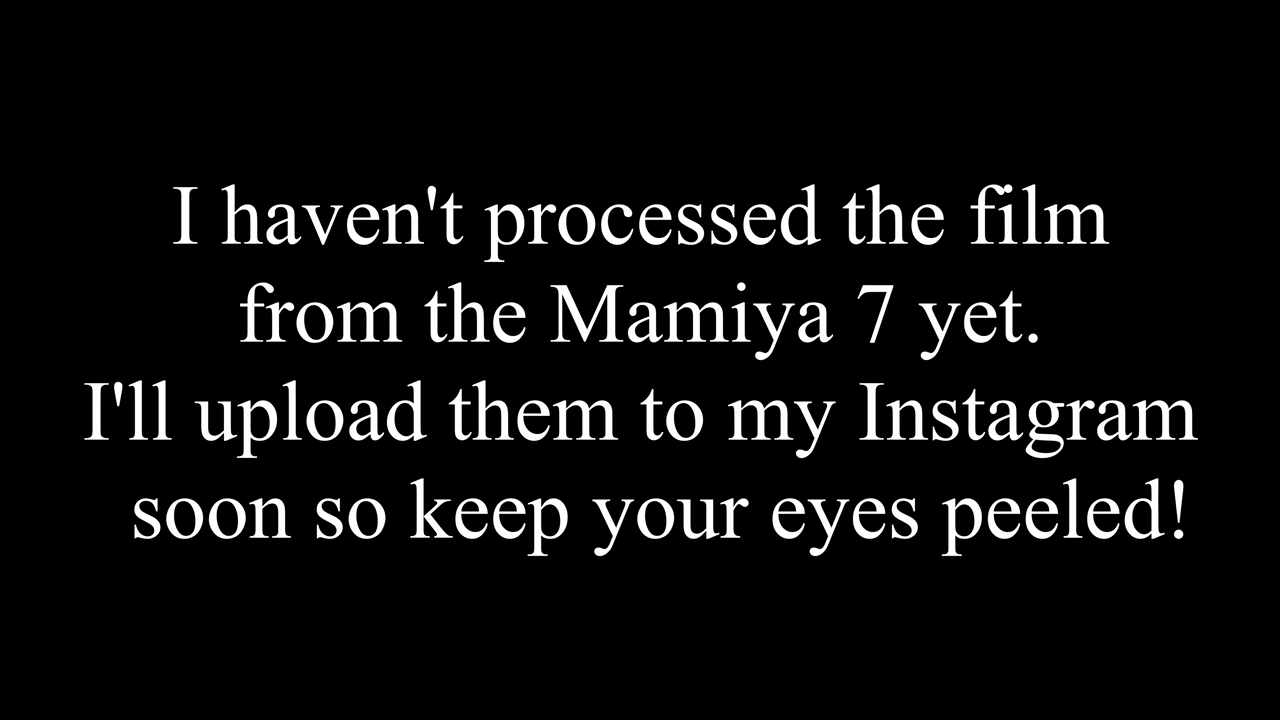 I haven't processed the film
from the Mamiya 7 yet.
I'll upload them to my Instagram
soon so keep your eyes peeled!